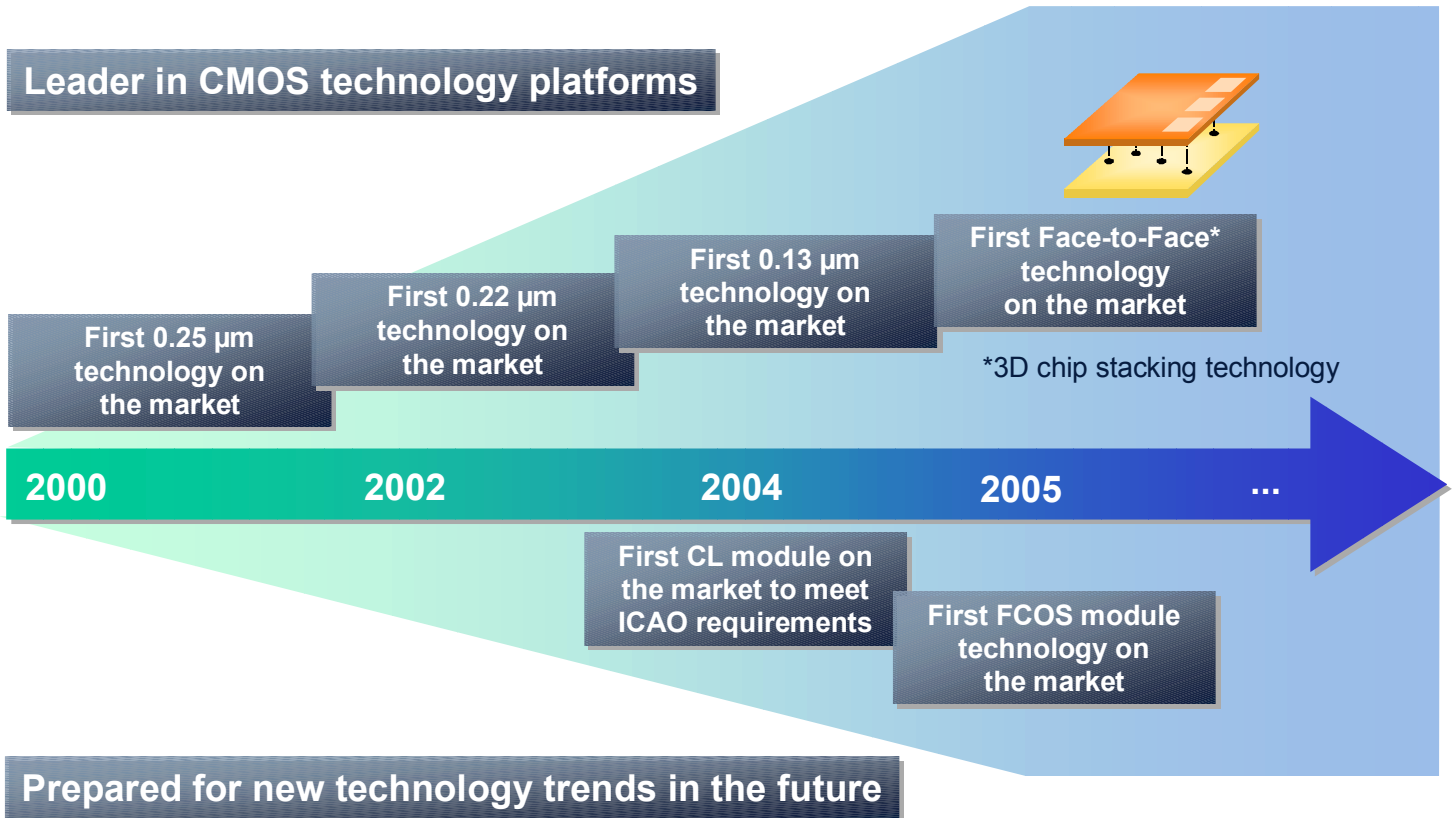 Leader in CMOS technology platforms
First 0.25 µm
technology on
the market
First 0.22 µm
technology on
the market
First 0.13 µm
technology on
the market
First Face-to-Face*
technology
on the market
*3D chip stacking technology
2000
2002
2004
2005
...
First CL module on
the market to meet
ICAO requirements
First FCOS module
technology on
the market
Prepared for new technology trends in the future